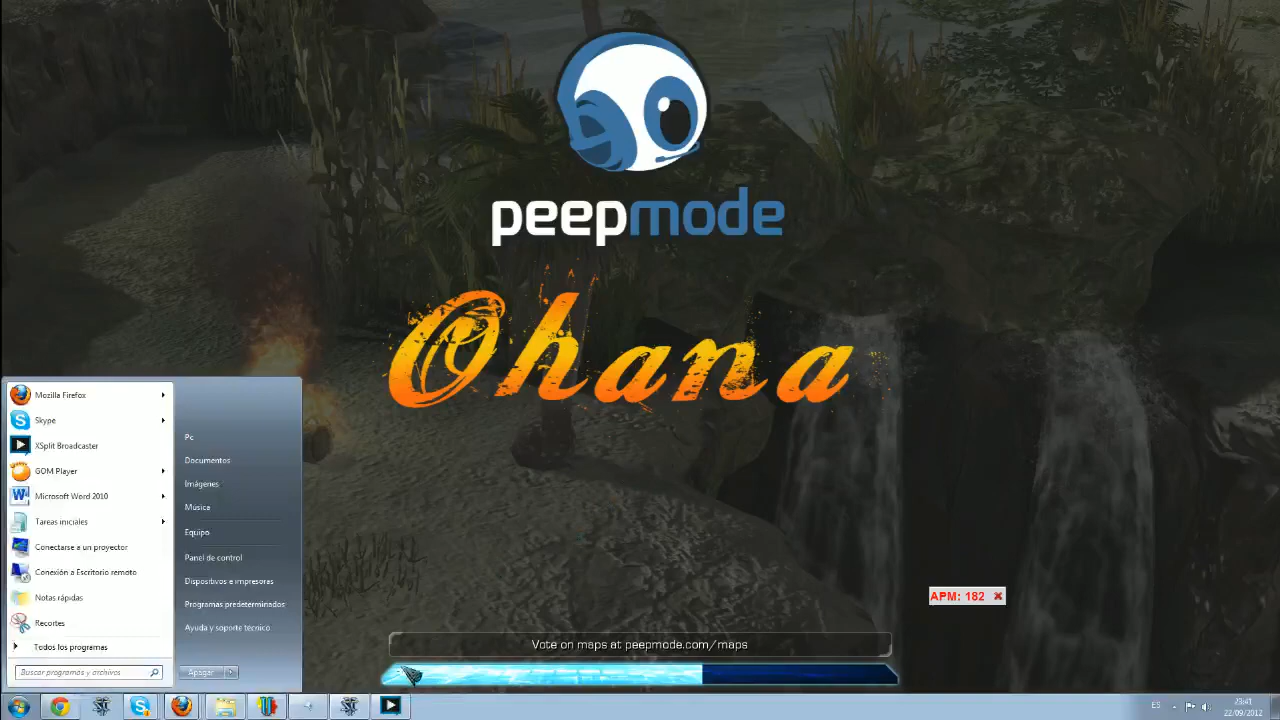 peepmode
Ohana
Mozilla Firefox
Skype
XSplit Broadcaster
GOM Player
Microsoft Word 2010
Tareas iniciales
Conectarse a un proyector
Conexión a Escritorio remoto
Notas rápidas
Recortes
Todos los programas
Buscar programas y archivos
Pc
Documentos
Imágenes
Música
Equipo
Panel de control
Dispositivos e impresoras
Programas predeterminados
Ayuda y soporte técnico
Apagar
APM: 182
Vote on maps at peepmode.com/maps
ES
23:41
22/09/2012